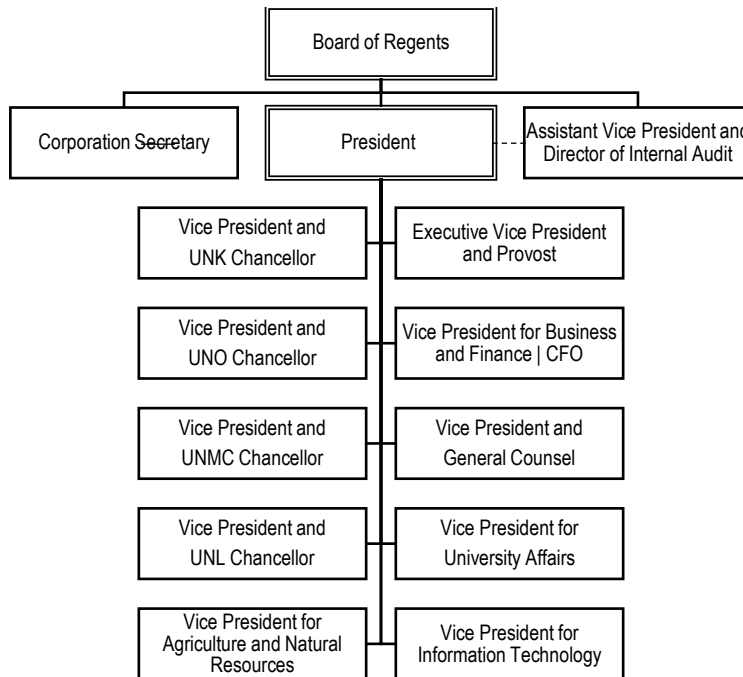 Board of Regents
Corporation Secretary
President
Assistant Vice President and
Director of Internal Audit
Vice President and
UNK Chancellor
Executive Vice President
and Provost
Vice President and
UNO Chancellor
Vice President for Business
and Finance | CFO
Vice President and
UNMC Chancellor
Vice President and
General Counsel
Vice President and
UNL Chancellor
Vice President for
University Affairs
Vice President for
Agriculture and Natural
Resources
Vice President for
Information Technology